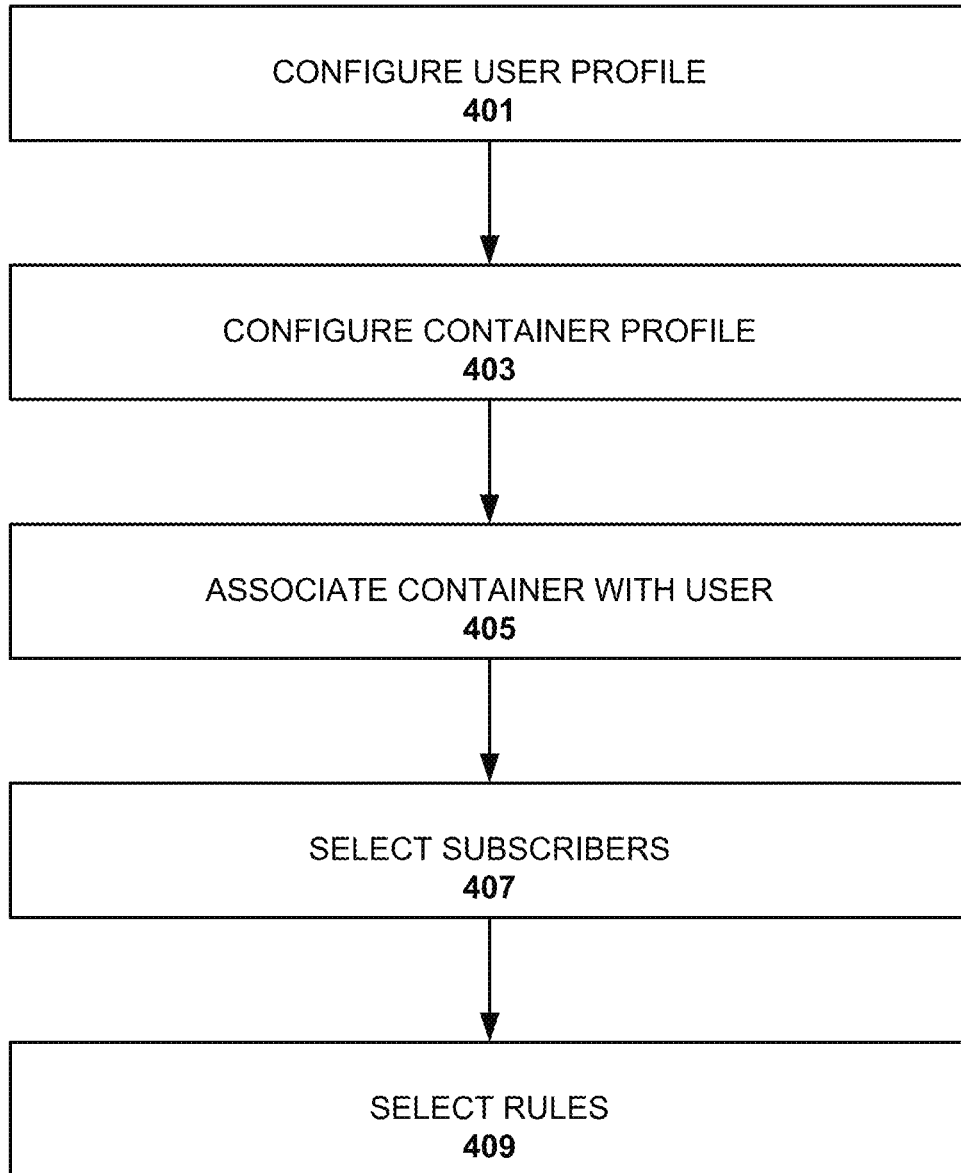 CONFIGURE USER PROFILE
401
CONFIGURE CONTAINER PROFILE
403
ASSOCIATE CONTAINER WITH USER
405
SELECT SUBSCRIBERS
407
SELECT RULES
409